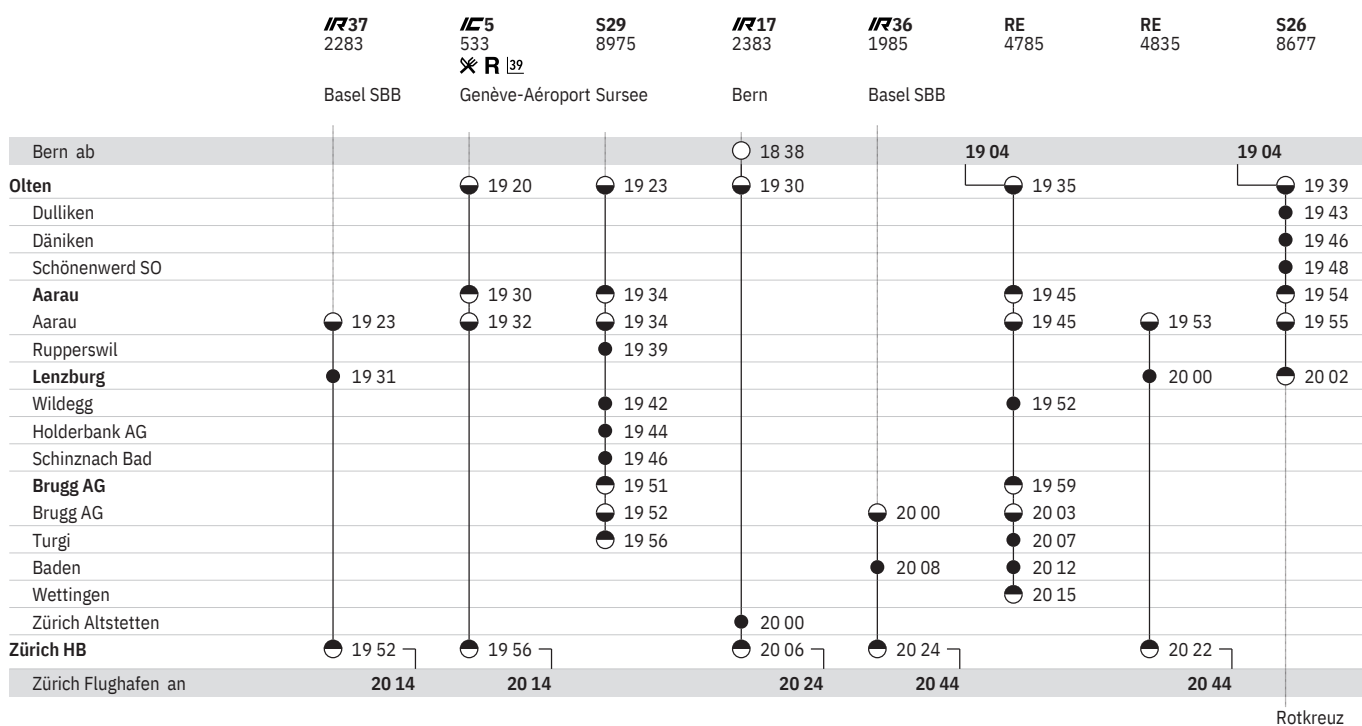 IR37 IC5 S29 IR17 IR36 RE RE S26
2283 533 8975 2383 1985 4785 4835 8677
R 39
Basel SBB Genève-Aéroport Sursee Bern Basel SBB
Bern ab 18 38 19 04 19 04
Olten 19 20 19 23 19 30 19 35 19 39
Dulliken 19 43
Däniken 19 46
Schönenwerd SO 19 48
Aarau 19 30 19 34 19 45 19 54
Aarau 19 23 19 32 19 34 19 45 19 53 19 55
Rupperswil 19 39
Lenzburg 19 31 20 00 20 02
Wildegg 19 42 19 52
Holderbank AG 19 44
Schinznach Bad 19 46
Brugg AG 19 51 19 59
Brugg AG 19 52 20 00 20 03
Turgi 19 56 20 07
Baden 20 08 20 12
Wettingen 20 15
Zürich Altstetten 20 00
Zürich HB 19 52 19 56 20 06 20 24 20 22
Zürich Flughafen an 20 14 20 14 20 24 20 44 20 44
Rotkreuz